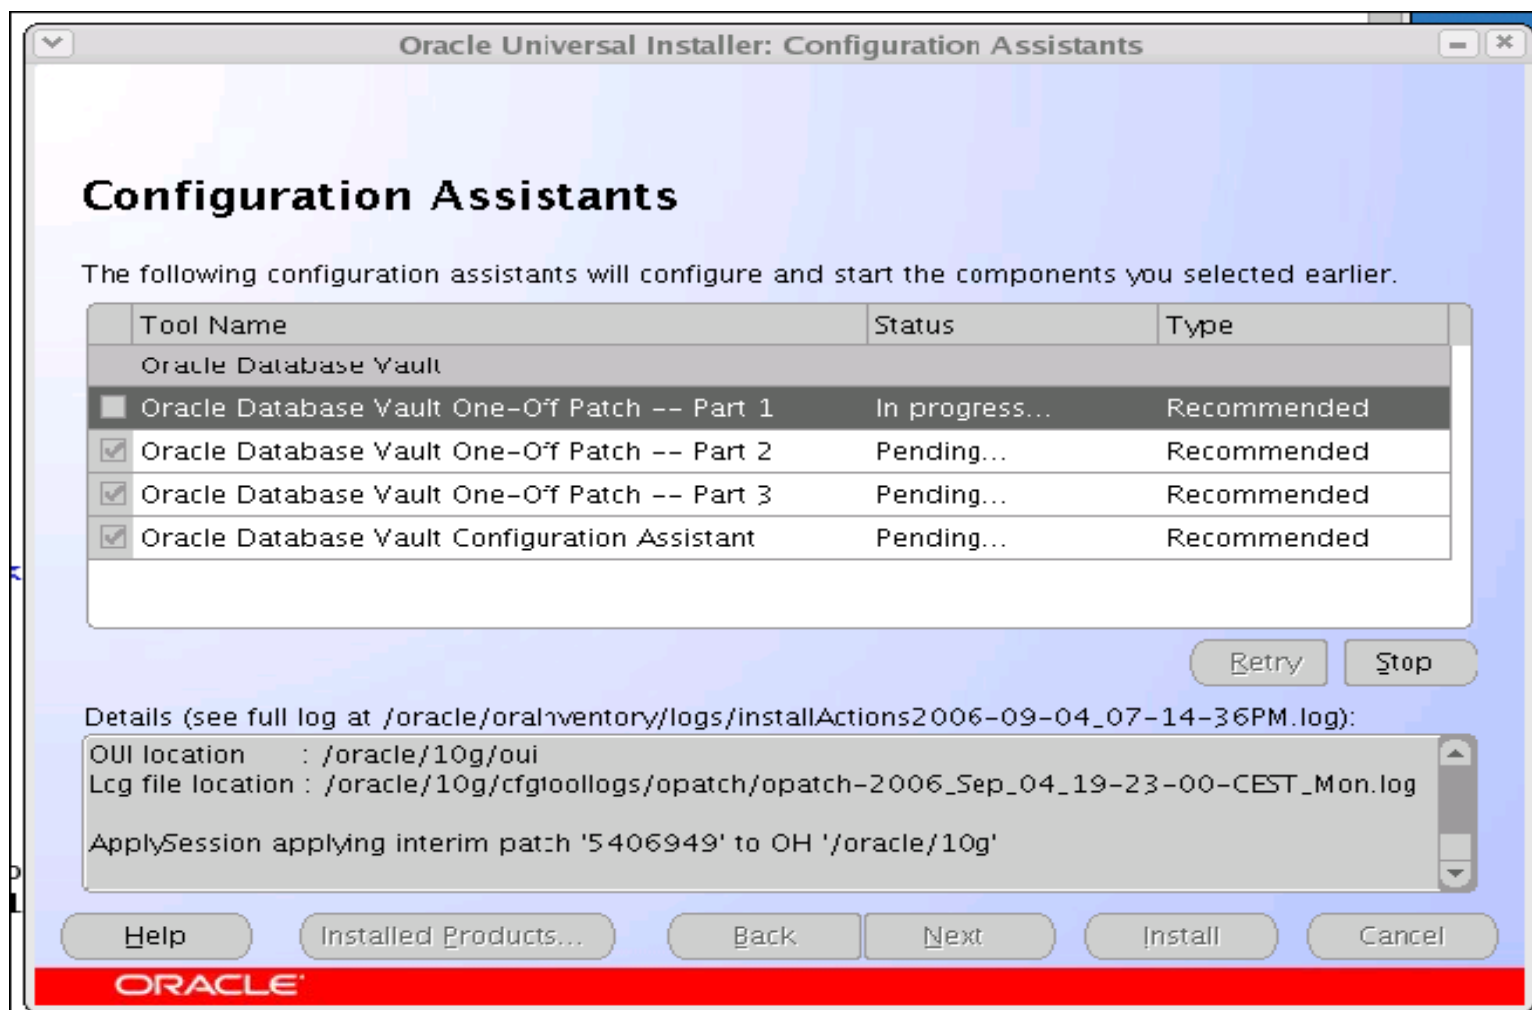 Oracle Universal Installer: Configuration Assistants
Configuration Assistants
The following configuration assistants will configure and start the components you selected earlier.
Tool Name Status Type
Oracle Database Vault
Oracle Database Vault One-Off Patch -- Part 1 In progress... Recommended
Oracle Database Vault One-Off Patch -- Part 2 Pending... Recommended
Oracle Database Vault One-Off Patch -- Part 3 Pending... Recommended
Oracle Database Vault Configuration Assistant Pending... Recommended
Retry Stop
Details (see full log at /oracle/oraInventory/logs/installActions2006-09-04_07-14-36PM.log):
OUI location : /oracle/10g/oui
Log file location : /oracle/10g/cfgtoollogs/opatch/opatch-2006_Sep_04_19-23-00-CEST_Mon.log
ApplySession applying interim patch '5406949' to OH '/oracle/10g'
Help Installed Products... Back Next Install Cancel
ORACLE